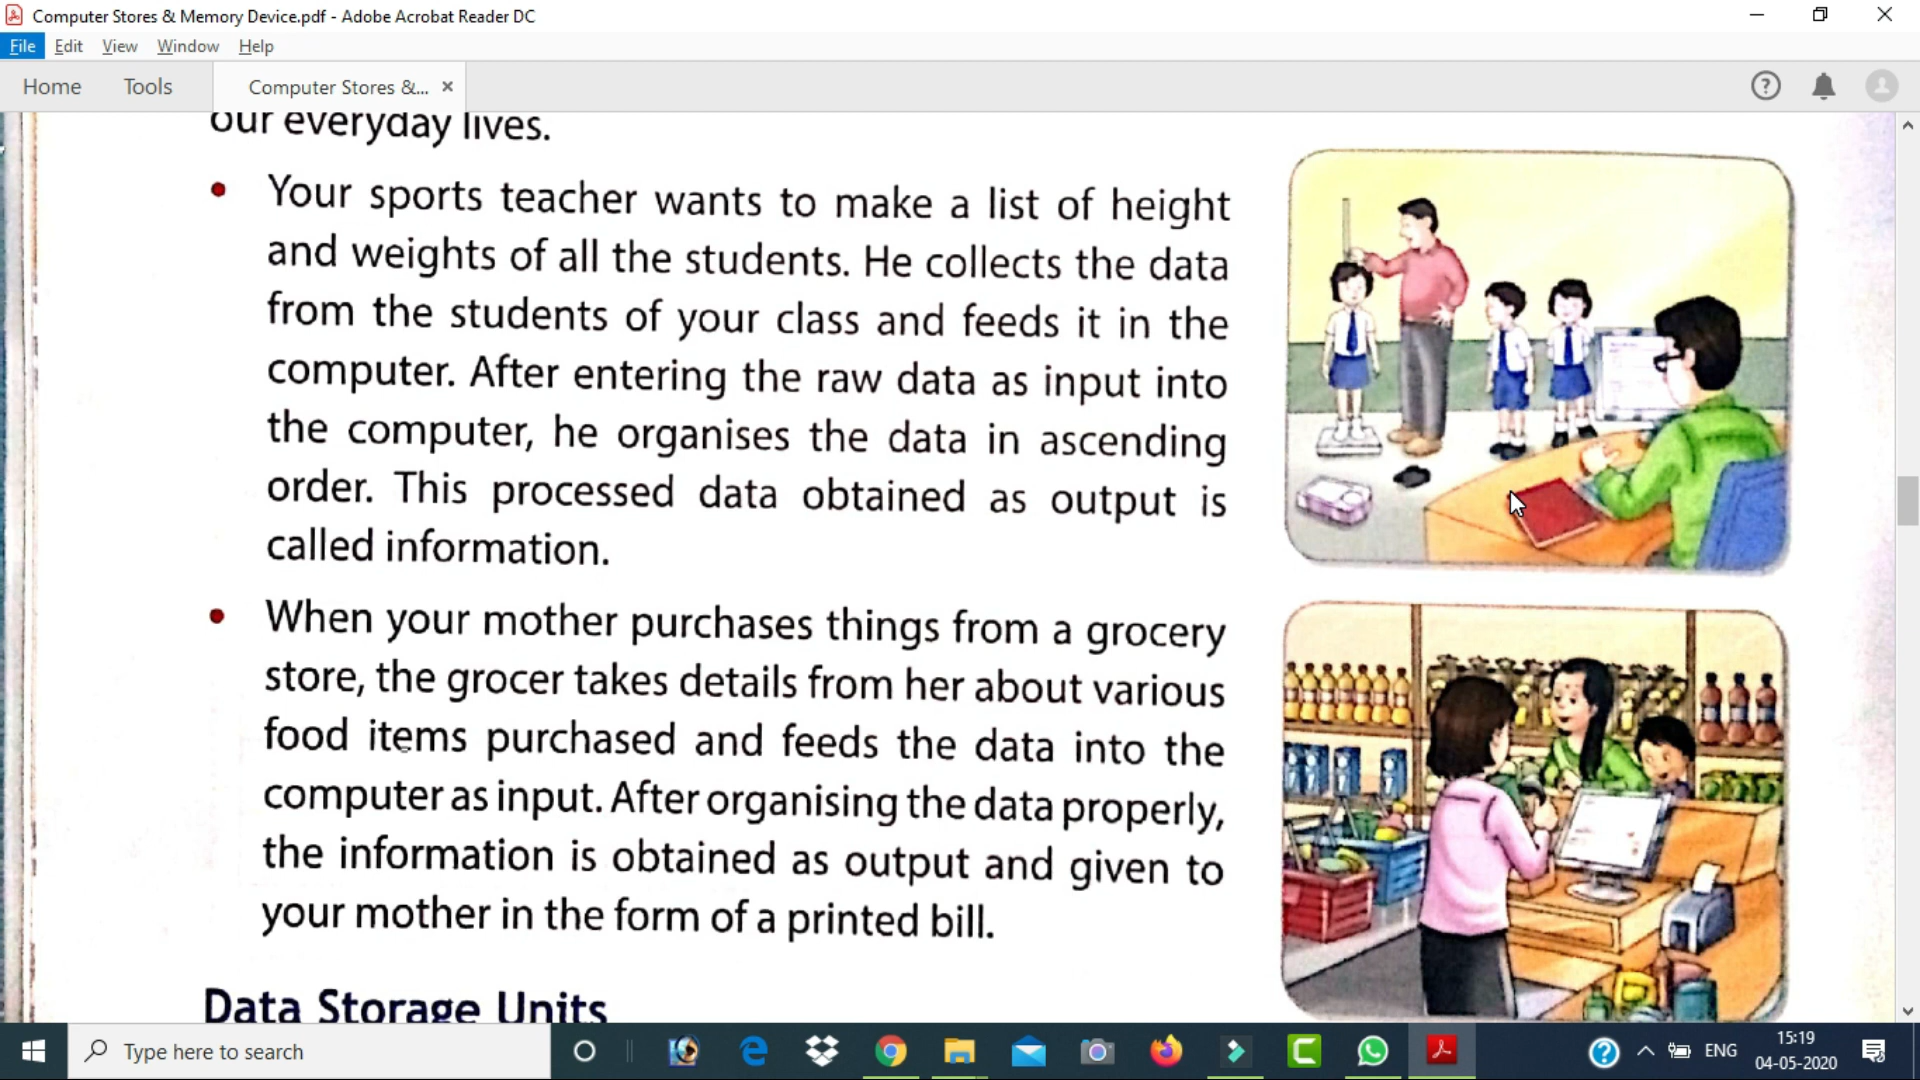 Computer Stores & Memory Device.pdf - Adobe Acrobat Reader DC
File Edit View Window Help
Home Tools Computer Stores &... ×
our everyday lives.
• Your sports teacher wants to make a list of height
and weights of all the students. He collects the data
from the students of your class and feeds it in the
computer. After entering the raw data as input into
the computer, he organises the data in ascending
order. This processed data obtained as output is
called information.
• When your mother purchases things from a grocery
store, the grocer takes details from her about various
food items purchased and feeds the data into the
computer as input. After organising the data properly,
the information is obtained as output and given to
your mother in the form of a printed bill.
Data Storage Units
Type here to search
ENG
15:19
04-05-2020